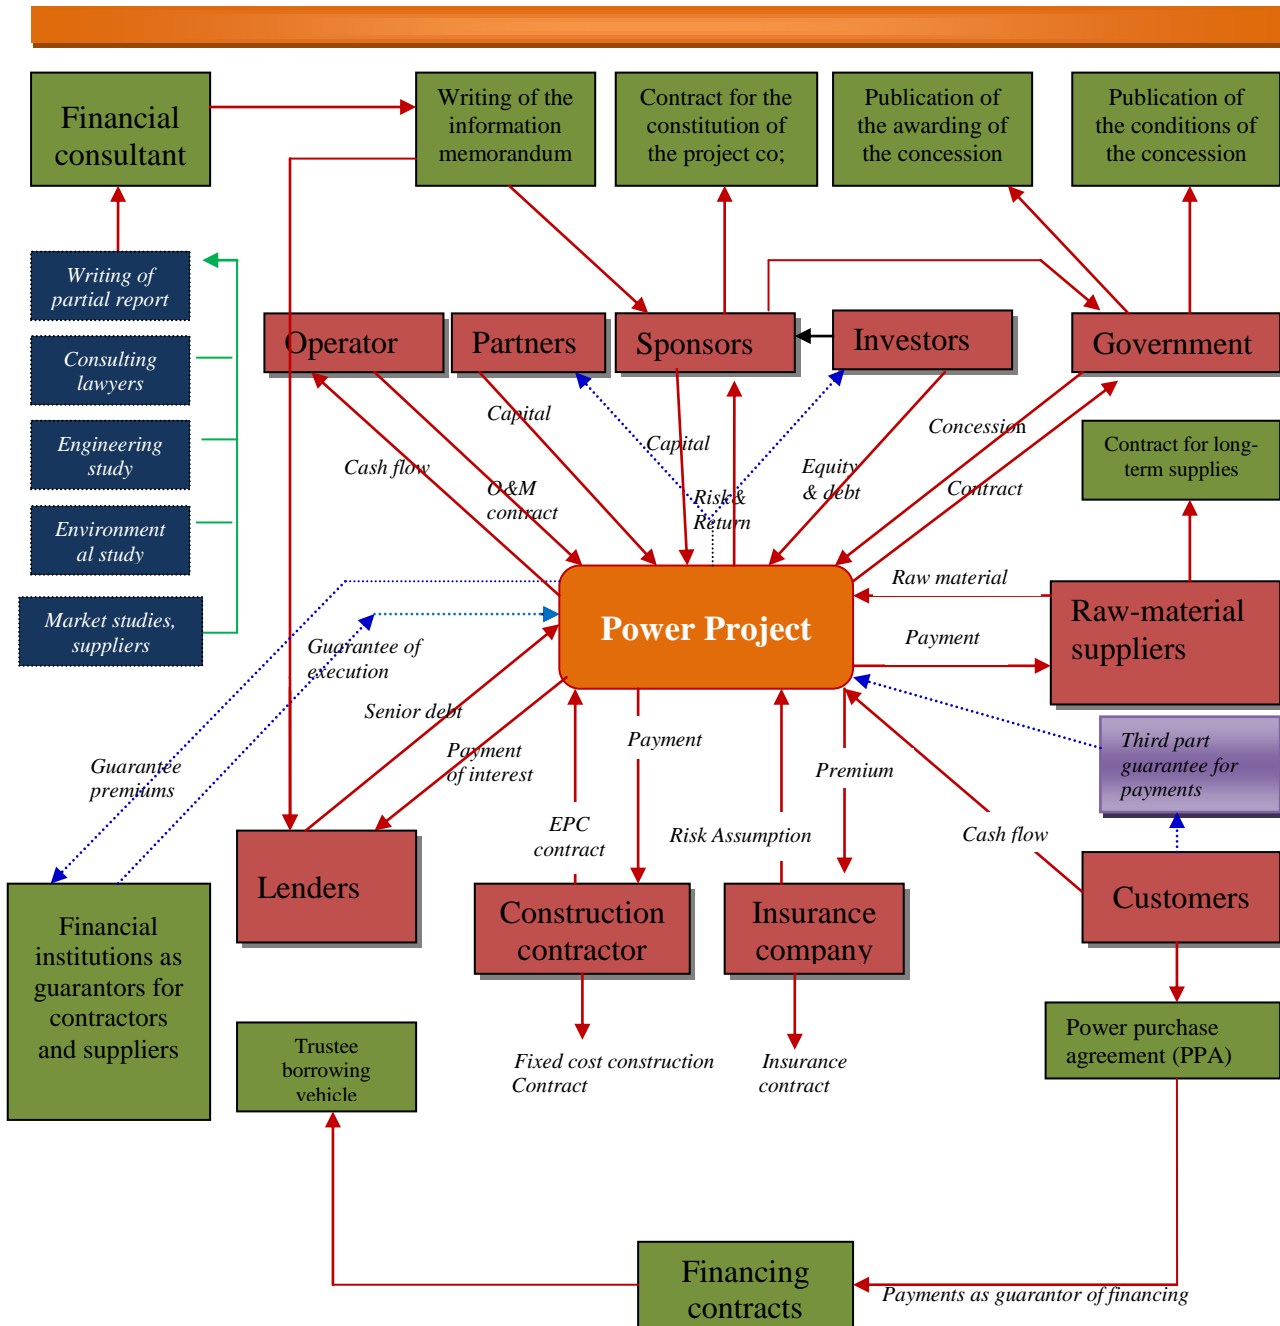 Financial
consultant
Writing of the
information
memorandum
Contract for the
constitution of
the project co;
Publication of
the awarding of
the concession
Publication of
the conditions of
the concession
Writing of
partial report
Consulting
lawyers
Engineering
study
Environment
al study
Market studies,
suppliers
Operator
Partners
Sponsors
Investors
Government
Capital
Capital
Cash flow
O&M
contract
Risk&
Return
Equity
& debt
Concession
Contract
Contract for long-
term supplies
Raw material
Payment
Raw-material
suppliers
Power Project
Guarantee of
execution
Senior debt
Payment
of interest
Guarantee
premiums
Payment
Premium
EPC
contract
Risk Assumption
Cash flow
Third part
guarantee for
payments
Lenders
Construction
contractor
Insurance
company
Customers
Financial
institutions as
guarantors for
contractors
and suppliers
Trustee
borrowing
vehicle
Fixed cost construction
Contract
Insurance
contract
Power purchase
agreement (PPA)
Financing
contracts
Payments as guarantor of financing